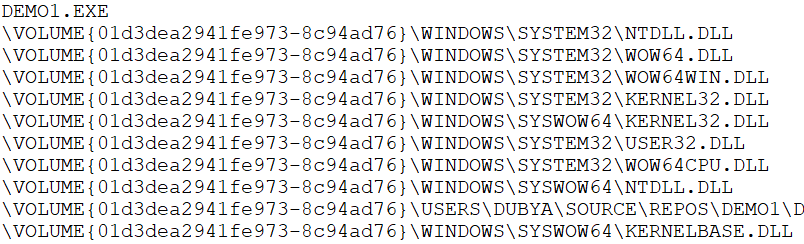 DEMO1.EXE
\VOLUME{01d3dea2941fe973-8c94ad76}\WINDOWS\SYSTEM32\NTDLL.DLL
\VOLUME{01d3dea2941fe973-8c94ad76}\WINDOWS\SYSTEM32\WOW64.DLL
\VOLUME{01d3dea2941fe973-8c94ad76}\WINDOWS\SYSTEM32\WOW64WIN.DLL
\VOLUME{01d3dea2941fe973-8c94ad76}\WINDOWS\SYSTEM32\KERNEL32.DLL
\VOLUME{01d3dea2941fe973-8c94ad76}\WINDOWS\SYSWOW64\KERNEL32.DLL
\VOLUME{01d3dea2941fe973-8c94ad76}\WINDOWS\SYSTEM32\USER32.DLL
\VOLUME{01d3dea2941fe973-8c94ad76}\WINDOWS\SYSTEM32\WOW64CPU.DLL
\VOLUME{01d3dea2941fe973-8c94ad76}\WINDOWS\SYSWOW64\NTDLL.DLL
\VOLUME{01d3dea2941fe973-8c94ad76}\USERS\DUBYA\SOURCE\REPOS\DEMO1\D
\VOLUME{01d3dea2941fe973-8c94ad76}\WINDOWS\SYSWOW64\KERNELBASE.DLL